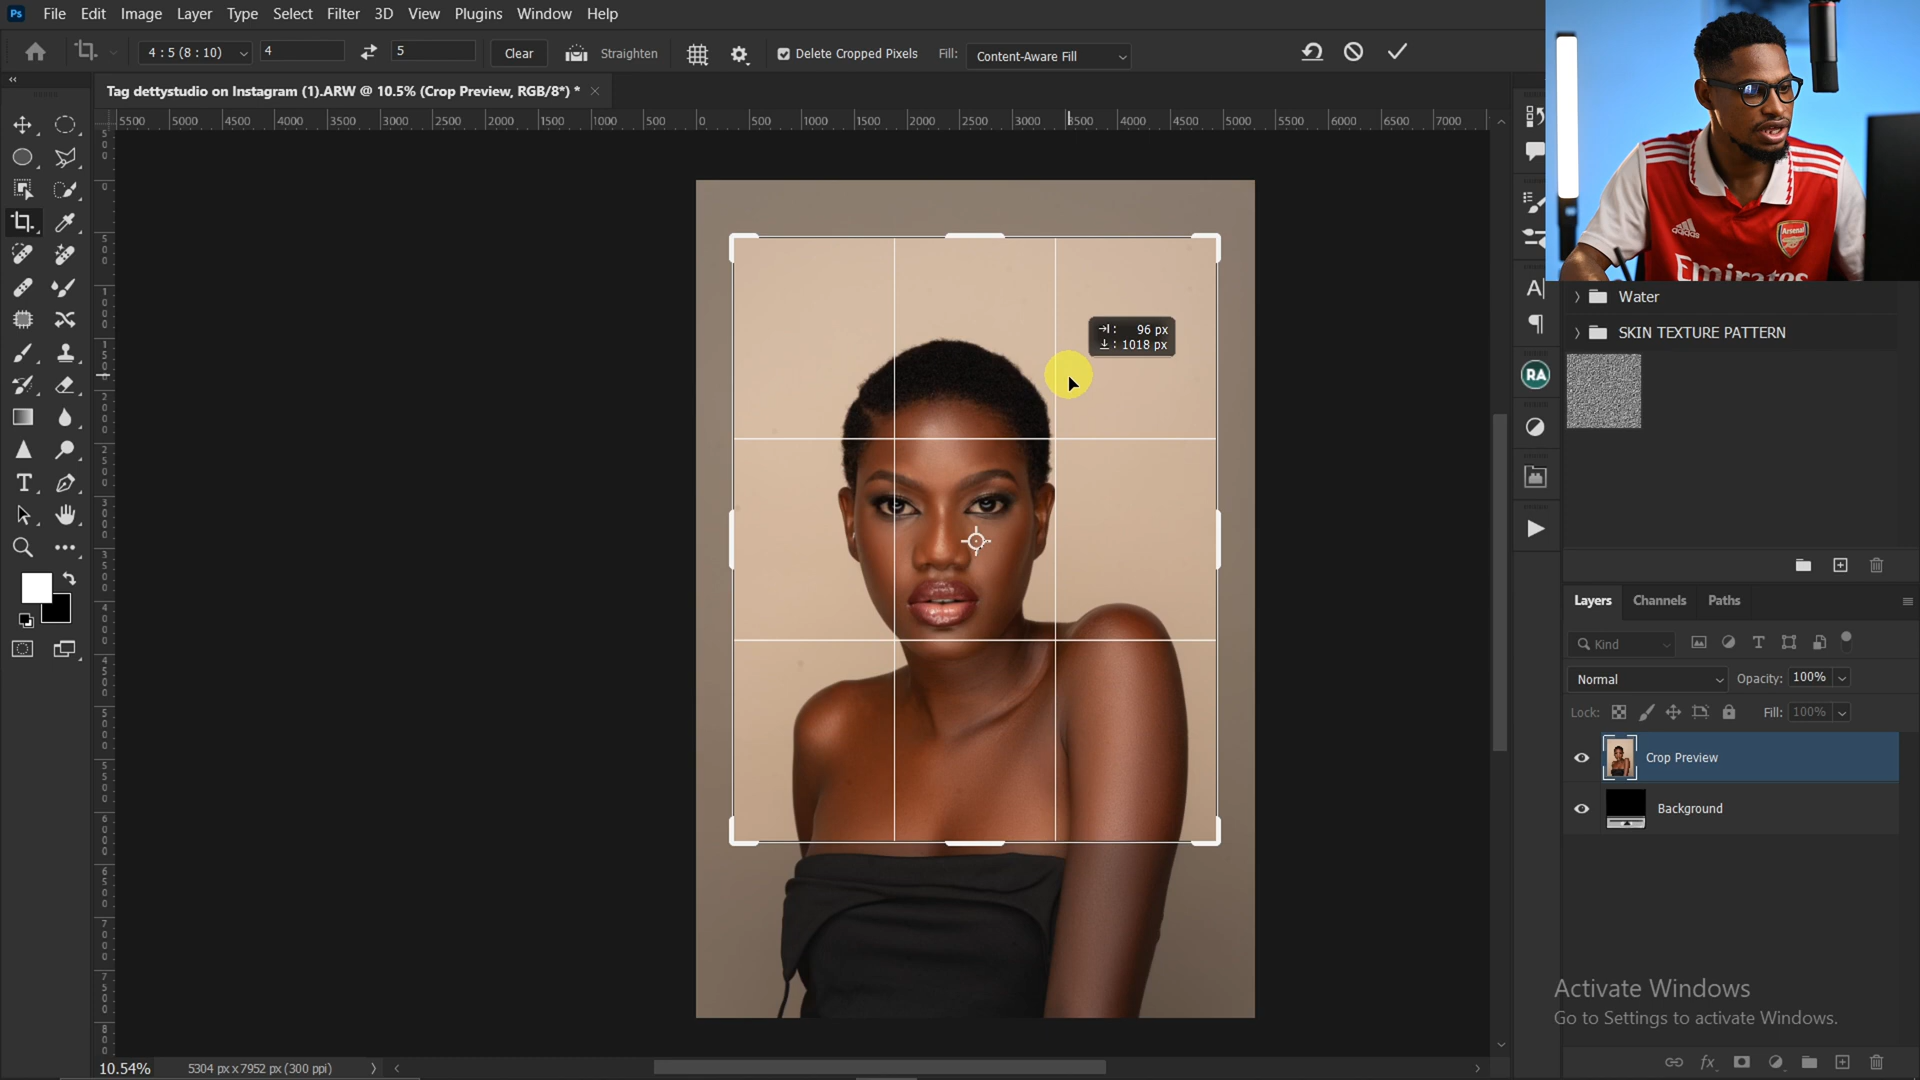 Ps File Edit Image Layer Type Select Filter 3D View Plugins Window Help
4 : 5 (8 : 10) 4 5 Clear Straighten Delete Cropped Pixels Fill: Content-Aware Fill
Tag dettystudio on Instagram (1).ARW @ 10.5% (Crop Preview, RGB/8*) *
5500 5000 4500 4000 3500 3000 2500 2000 1500 1000 500 0 500 1000 1500 2000 2500 3000 3500 4000 4500 5000 5500 6000 6500 7000
Arsenal
Emirates
Water
SKIN TEXTURE PATTERN
96 px
1018 px
RA
Layers Channels Paths
Kind
Normal Opacity: 100%
Lock: Fill: 100%
Crop Preview
Background
Activate Windows
Go to Settings to activate Windows.
10.54% 5304 px x 7952 px (300 ppi)